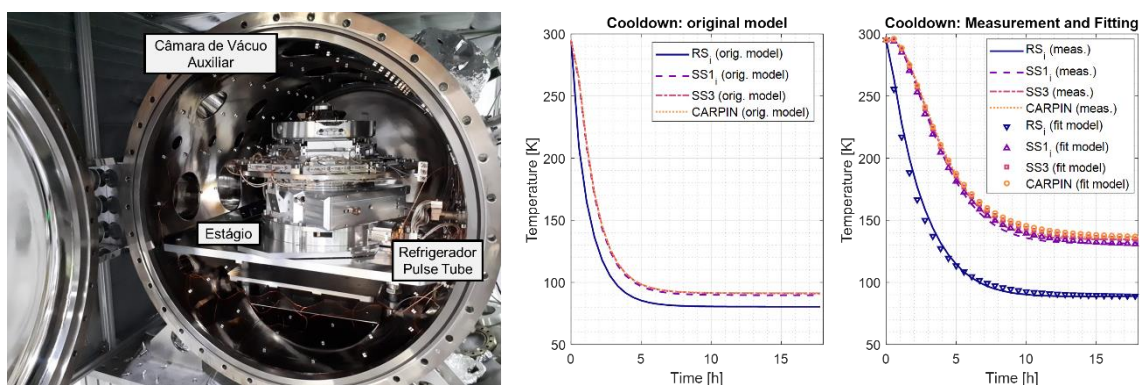 Câmara de Vácuo
Auxiliar
Estágio
Refrigerador
Pulse Tube
Cooldown: original model
Temperature [K]
300
250
200
150
100
50
RS_i (orig. model)
SS1_i (orig. model)
SS3 (orig. model)
CARPIN (orig. model)
0
5
10
15
Time [h]
Cooldown: Measurement and Fitting
Temperature [K]
300
250
200
150
100
50
RS_i (meas.)
SS1_i (meas.)
SS3 (meas.)
CARPIN (meas.)
RS_i (fit model)
SS1_i (fit model)
SS3 (fit model)
CARPIN (fit model)
0
5
10
15
Time [h]